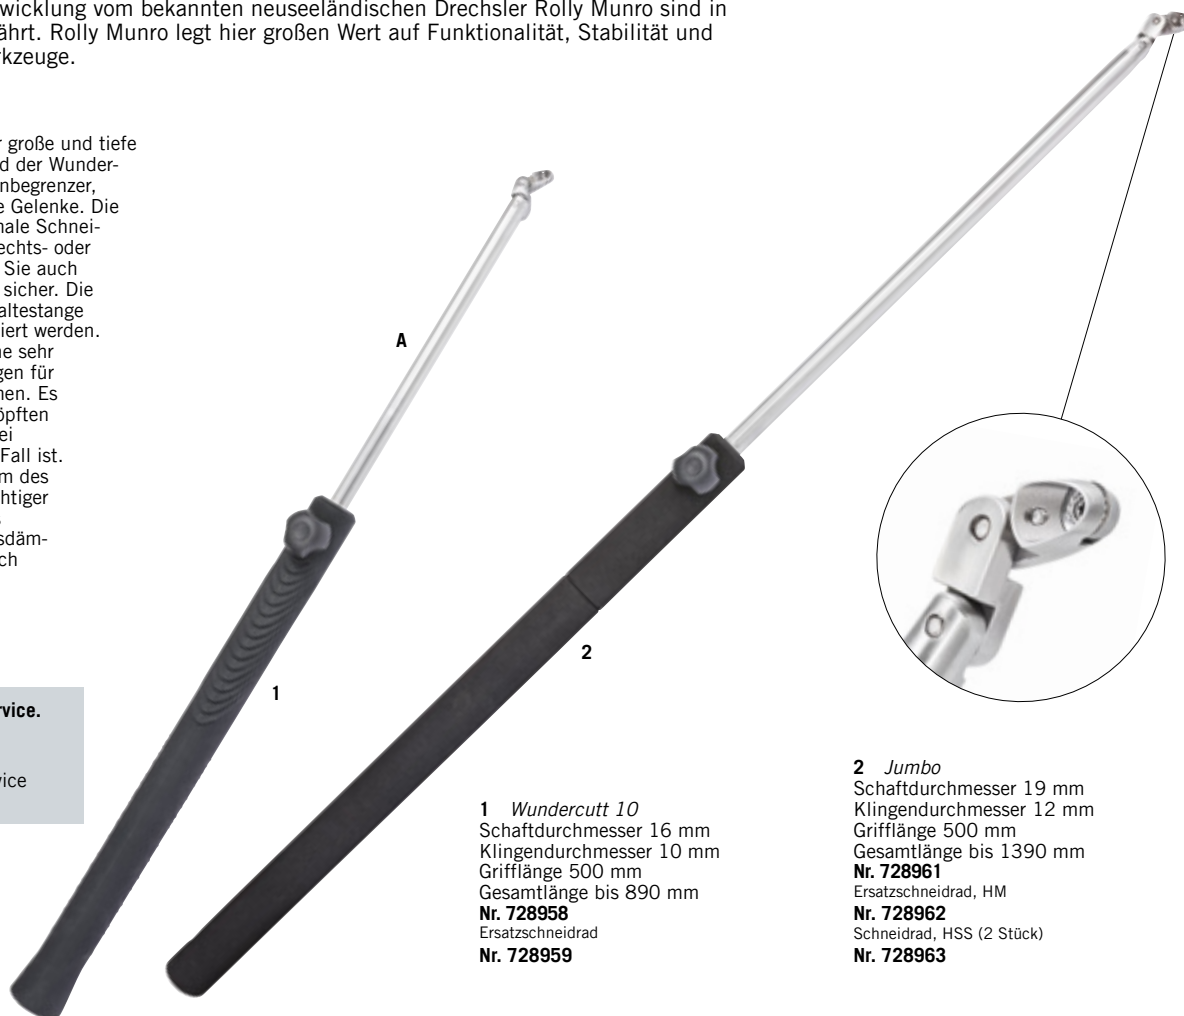 wicklung vom bekannten neuseeländischen Drechsler Rolly Munro sind in
ährt. Rolly Munro legt hier großen Wert auf Funktionalität, Stabilität und
kzeuge.
r große und tiefe
d der Wunder-
nbegrenzer,
e Gelenke. Die
nale Schnei-
echts- oder
Sie auch
sicher. Die
altestange
iert werden.
ne sehr
gen für
nen. Es
öpften
ei
Fall ist.
m des
htiger
sdäm-
ch
A
1
2
vice.
vice
1 Wundercutt 10
Schaftdurchmesser 16 mm
Klingendurchmesser 10 mm
Grifflänge 500 mm
Gesamtlänge bis 890 mm
Nr. 728958
Ersatzschneidrad
Nr. 728959
2 Jumbo
Schaftdurchmesser 19 mm
Klingendurchmesser 12 mm
Grifflänge 500 mm
Gesamtlänge bis 1390 mm
Nr. 728961
Ersatzschneidrad, HM
Nr. 728962
Schneidrad, HSS (2 Stück)
Nr. 728963